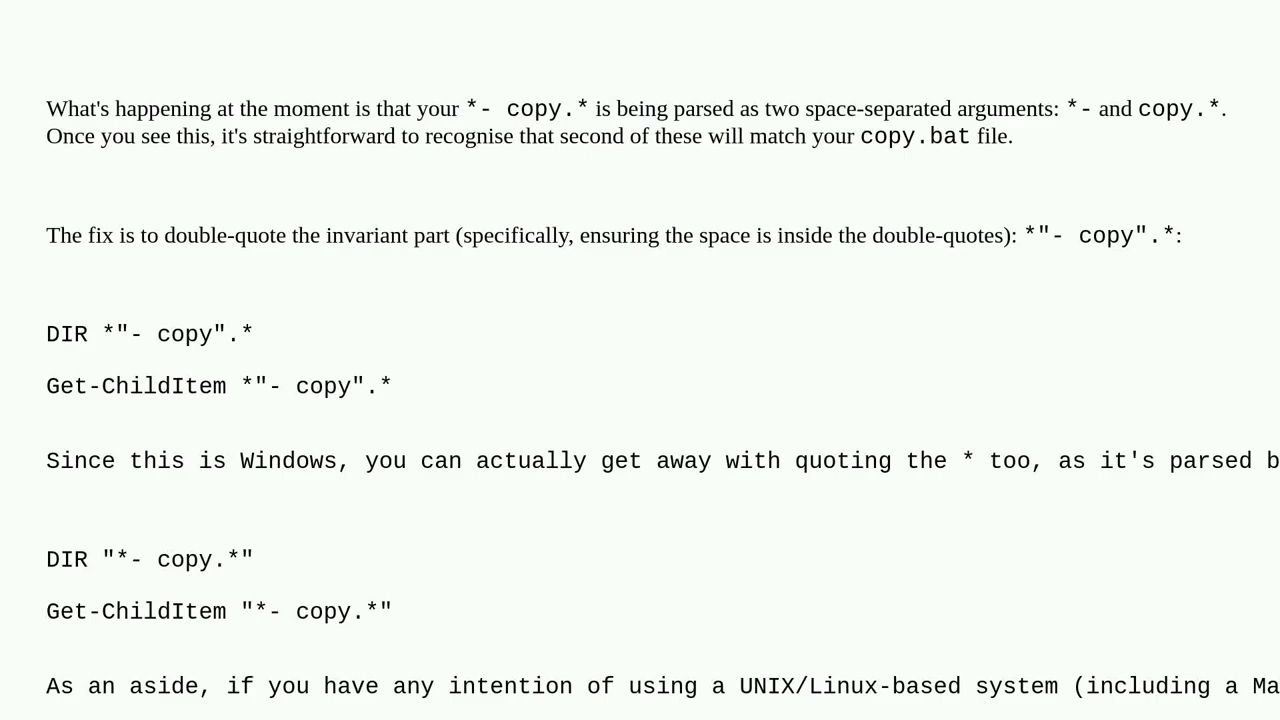 What's happening at the moment is that your *- copy.* is being parsed as two space-separated arguments: *- and copy.*.
Once you see this, it's straightforward to recognise that second of these will match your copy.bat file.
The fix is to double-quote the invariant part (specifically, ensuring the space is inside the double-quotes): *"- copy".*:
DIR *"- copy".*
Get-ChildItem *"- copy".*
Since this is Windows, you can actually get away with quoting the * too, as it's parsed
DIR "*- copy.*"
Get-ChildItem "*- copy.*"
As an aside, if you have any intention of using a UNIX/Linux-based system (including a